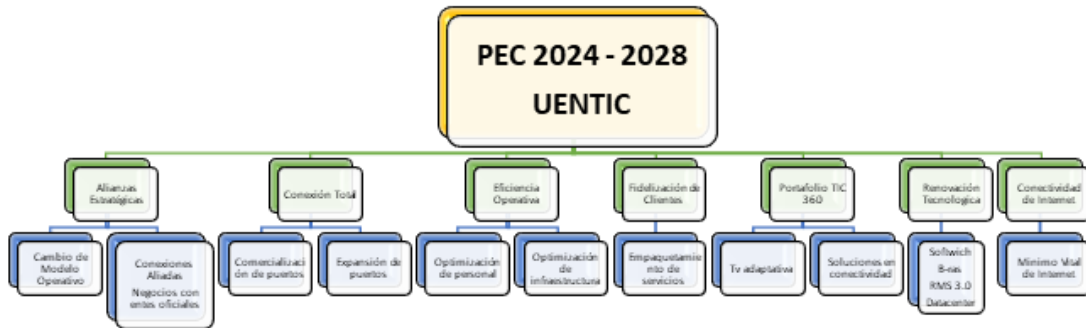 PEC 2024 - 2028
UENTIC
Alianzas
Estratégicas
Conexión Total
Eficiencia
Operativa
Fidelización de
Clientes
Portafolio TIC
360
Renovación
Tecnologica
Conectividad
de Internet
Cambio de
Modelo
Operativo
Conexiones
Aliadas
Negocios con
entes oficiales
Comercializaci
ón de puertos
Expansión de
puertos
Optimización
de personal
Optimización
de
infraestructura
Empaquetamie
nto de
servicios
Tv adaptativa
Soluciones en
conectividad
Softwich
B-ras
RMS 3.0
Datacenter
Minimo Vital
de Internet